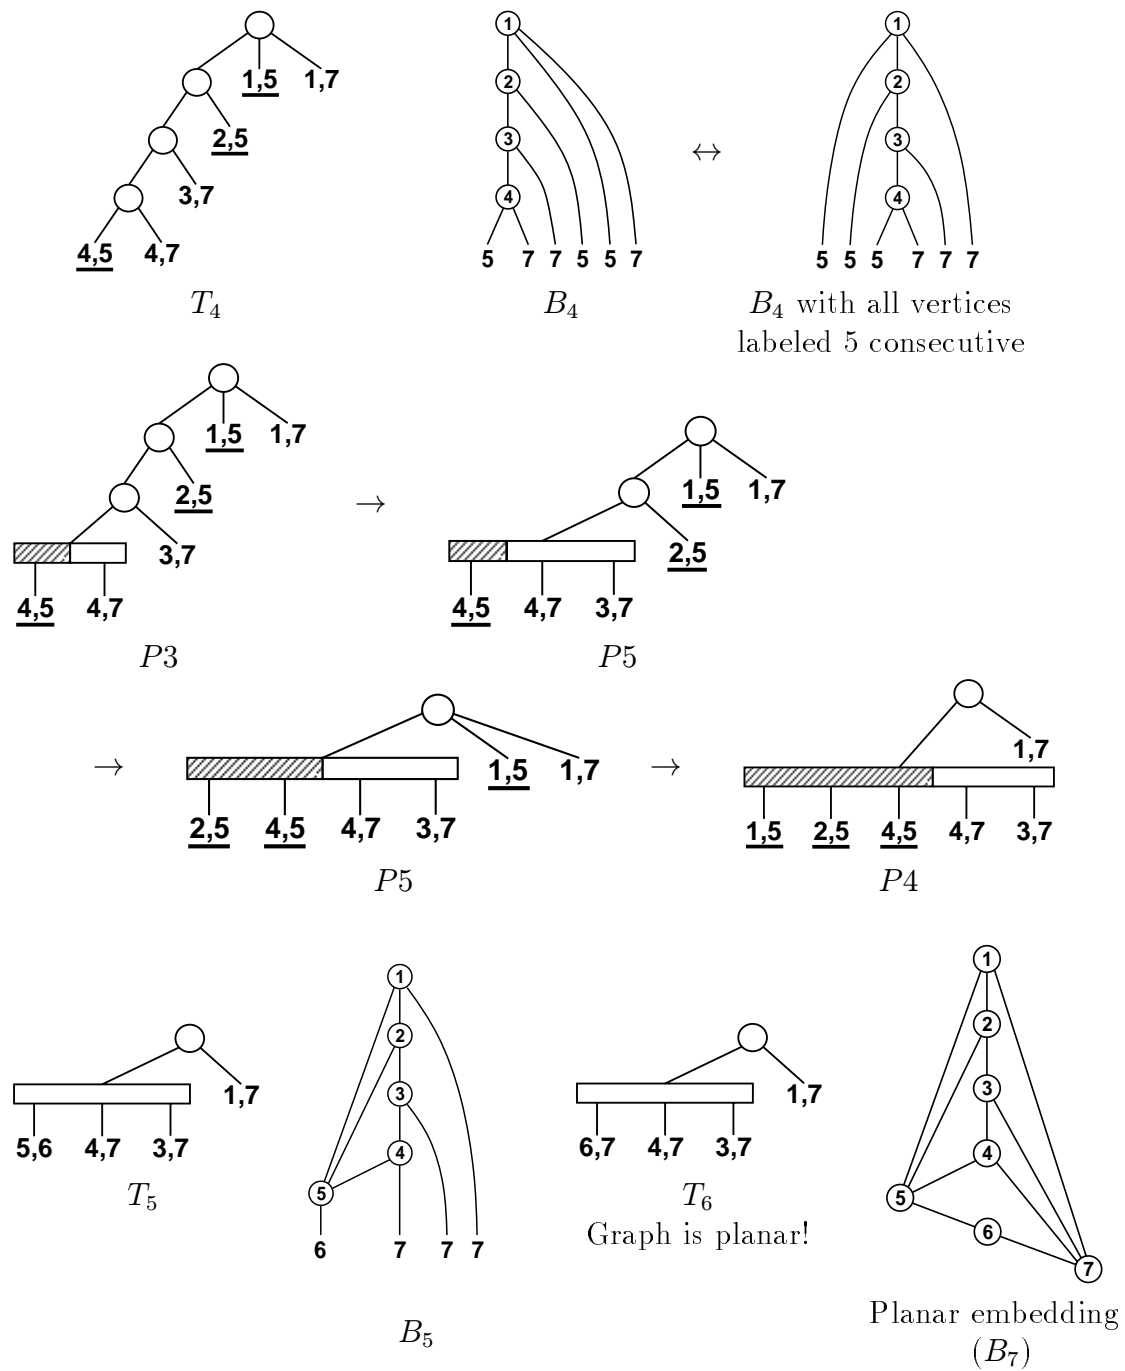 1,5 1,7
2,5
3,7
4,5 4,7
T4
1
2
3
4
5 7 7 5 5 7
B4
↔
1
2
3
4
5 5 5 7 7 7
B4 with all vertices
labeled 5 consecutive
1,5 1,7
2,5
3,7
4,5 4,7
P3
→
1,5 1,7
2,5
4,5 4,7 3,7
P5
→
1,5 1,7
2,5 4,5 4,7 3,7
P5
→
1,7
1,5 2,5 4,5 4,7 3,7
P4
1,7
5,6 4,7 3,7
T5
1
2
3
4
5
6 7 7 7
B5
1,7
6,7 4,7 3,7
T6
Graph is planar!
1
2
3
4
5
6
7
Planar embedding
(B7)